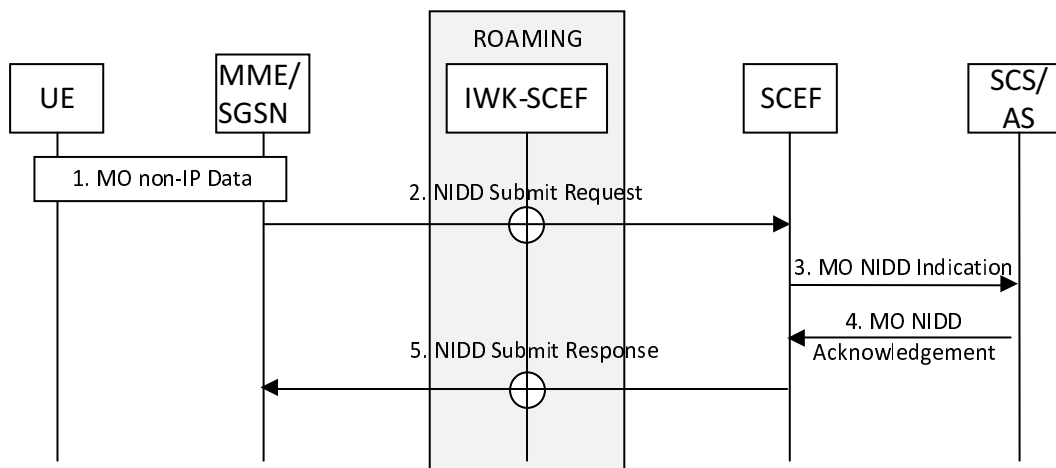 ROAMING
UE
MME/
SGSN
IWK-SCEF
SCEF
SCS/
AS
1. MO non-IP Data
2. NIDD Submit Request
3. MO NIDD Indication
4. MO NIDD
Acknowledgement
5. NIDD Submit Response